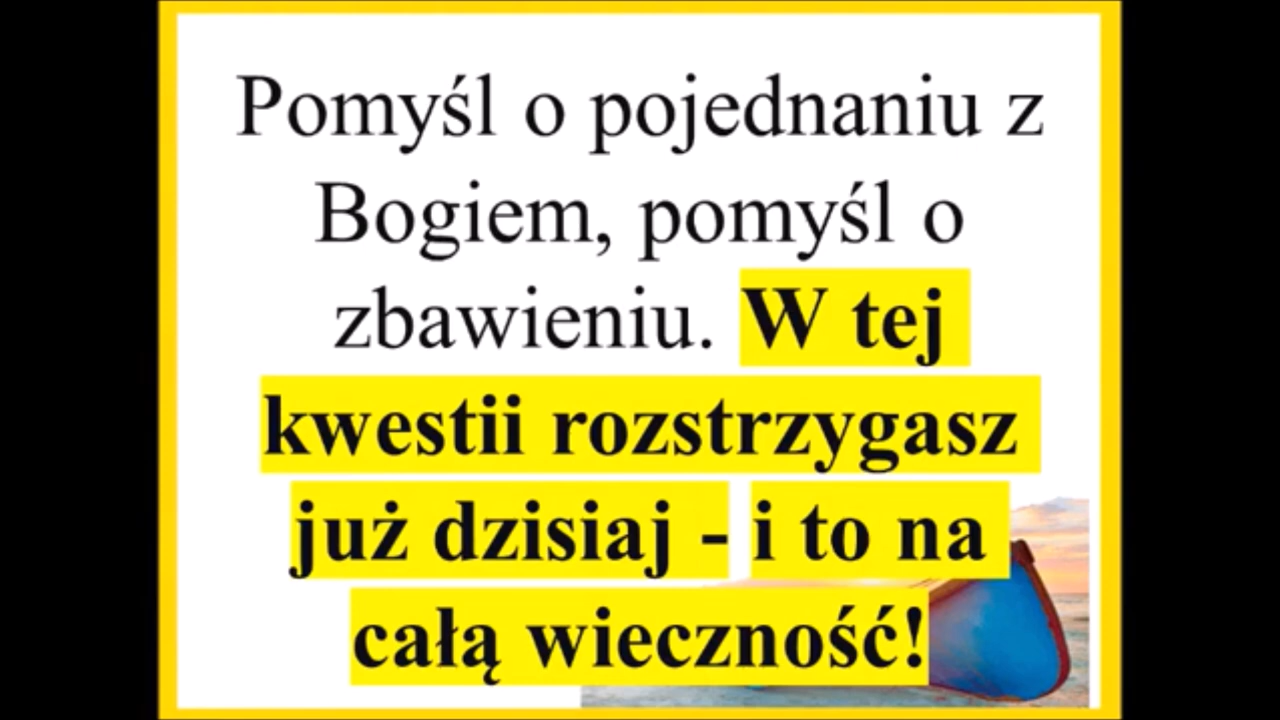 Pomyśl o pojednaniu z
Bogiem, pomyśl o
zbawieniu. W tej
kwestii rozstrzygasz
już dzisiaj - i to na
całą wieczność!